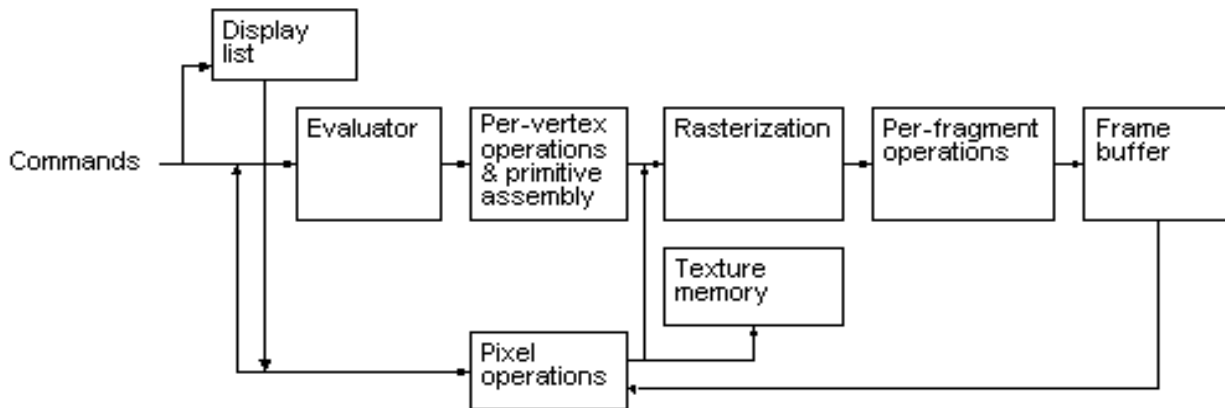 Display
list
Commands
Evaluator
Per-vertex
operations
& primitive
assembly
Rasterization
Per-fragment
operations
Frame
buffer
Texture
memory
Pixel
operations